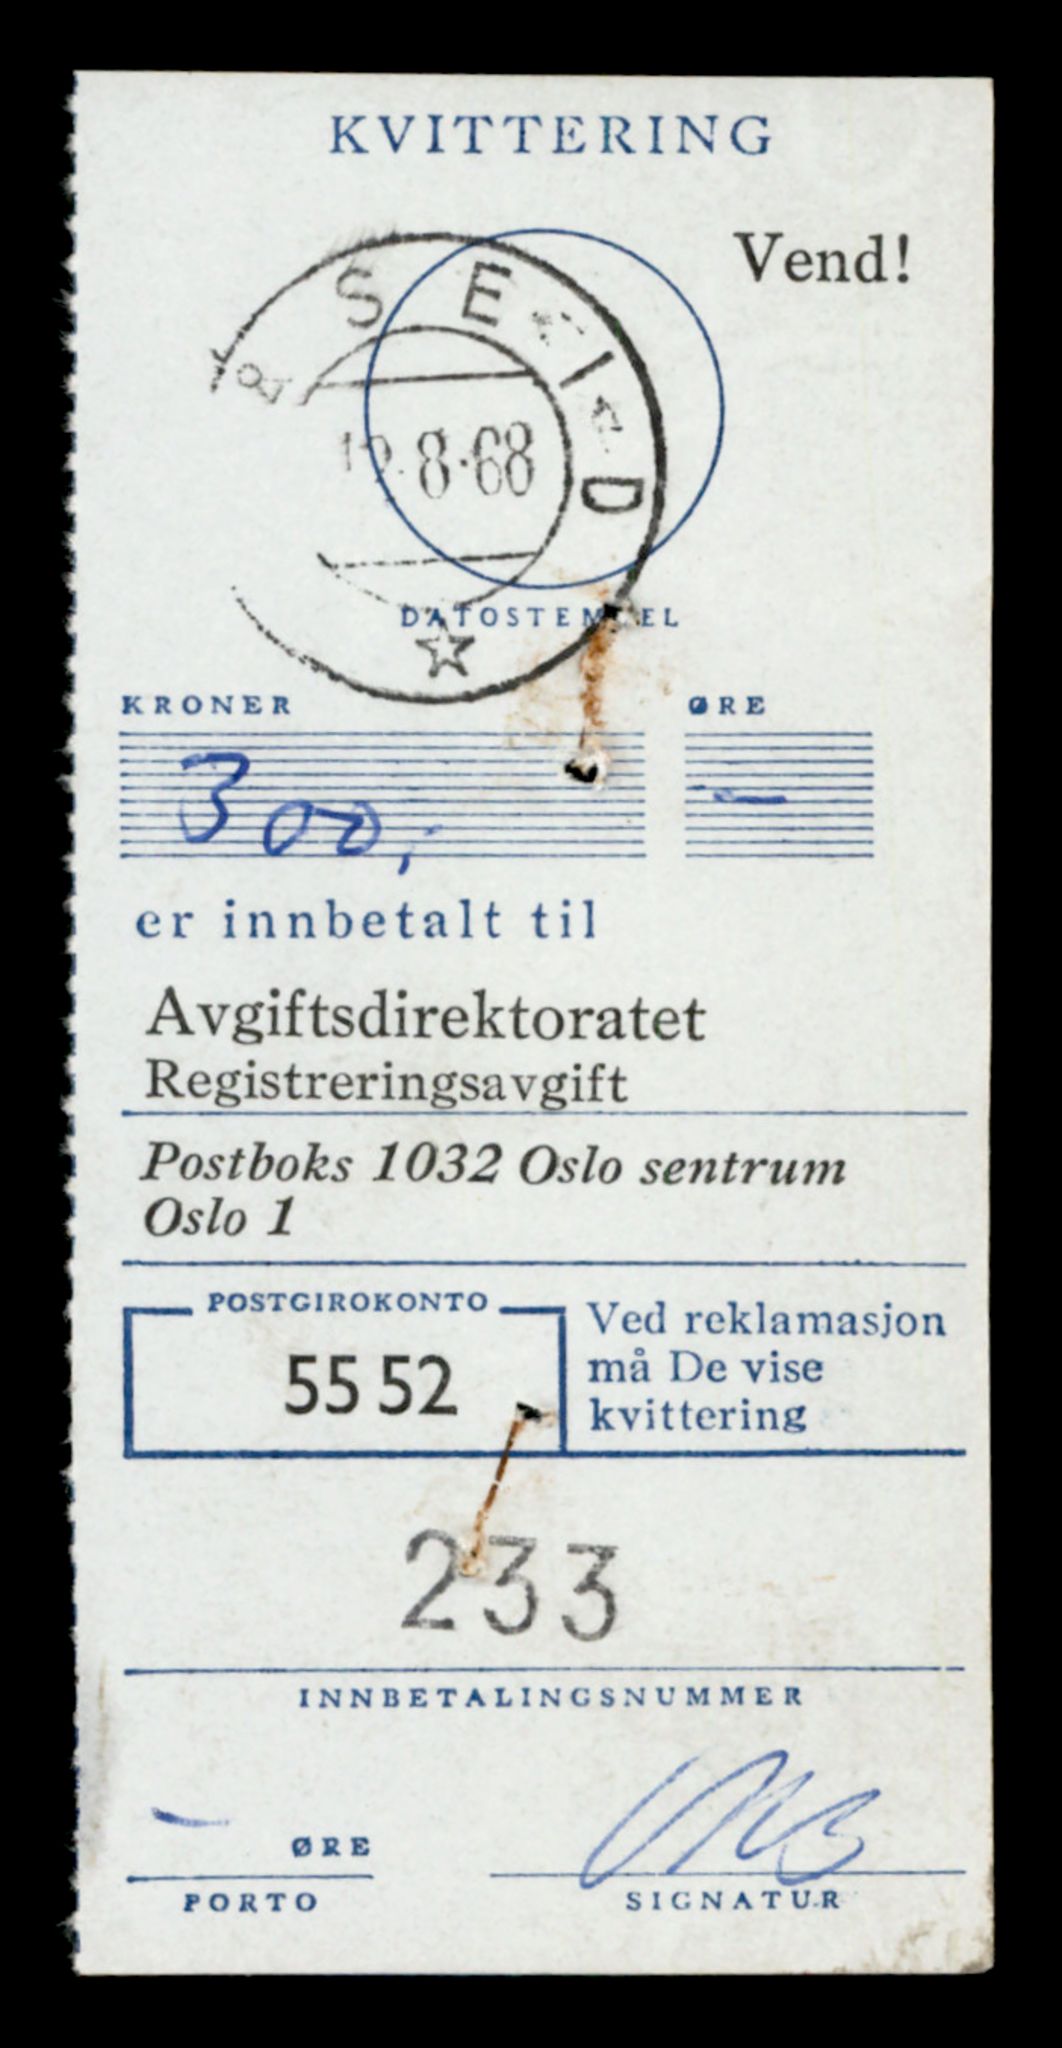 KVITTERING
Vend!
SEID
12.8.68
DATOSTEMPEL
KRONER ØRE
300,- —
er innbetalt til
Avgiftsdirektoratet
Registreringsavgift
Postboks 1032 Oslo sentrum
Oslo 1
POSTGIROKONTO
55 52
Ved reklamasjon
må De vise
kvittering
233
INNBETALINGSNUMMER
— ØRE
PORTO
SIGNATUR